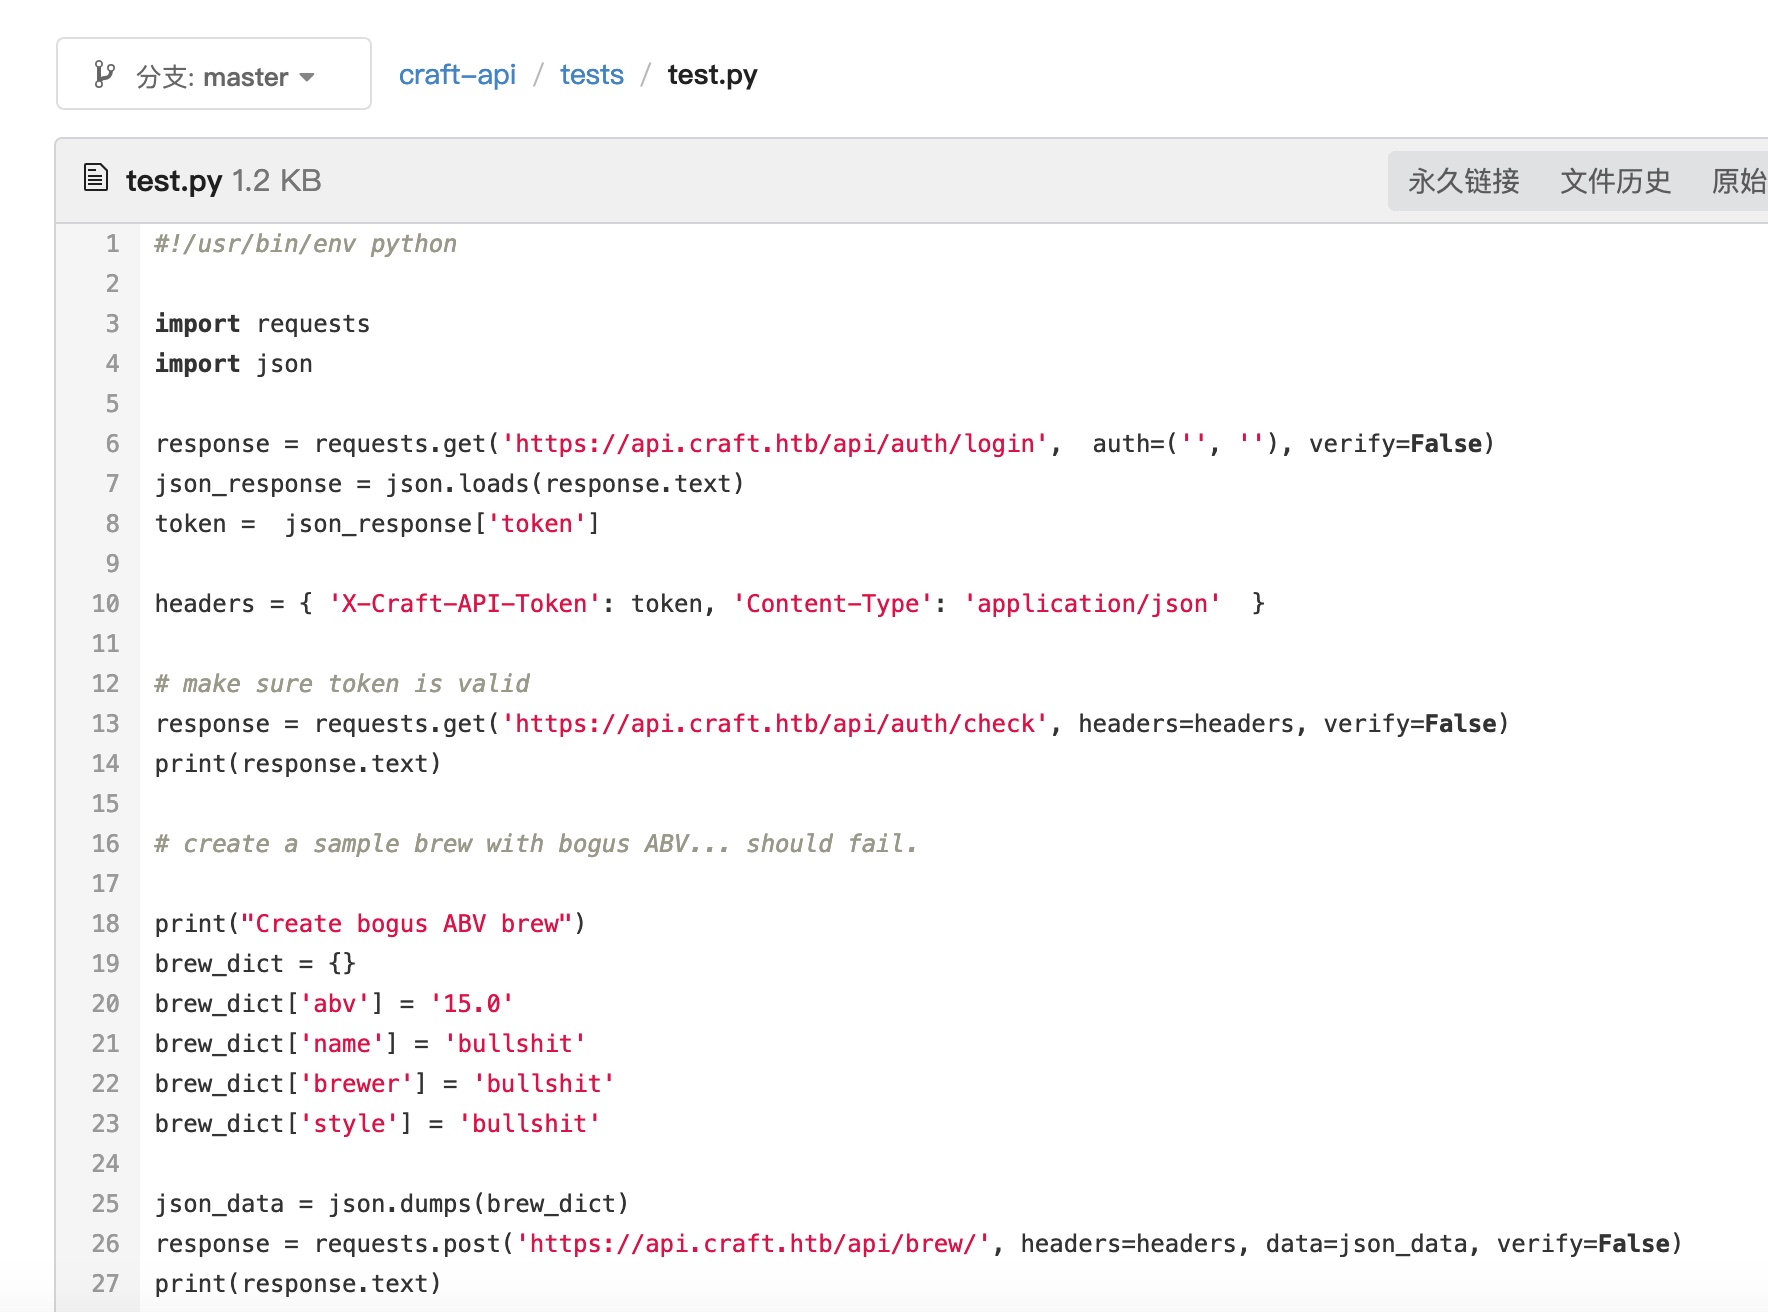 分支: master
craft-api / tests / test.py
test.py 1.2 KB
永久链接 文件历史 原始
1 #!/usr/bin/env python
2
3 import requests
4 import json
5
6 response = requests.get('https://api.craft.htb/api/auth/login',  auth=('', ''), verify=False)
7 json_response = json.loads(response.text)
8 token =  json_response['token']
9
10 headers = { 'X-Craft-API-Token': token, 'Content-Type': 'application/json'  }
11
12 # make sure token is valid
13 response = requests.get('https://api.craft.htb/api/auth/check', headers=headers, verify=False)
14 print(response.text)
15
16 # create a sample brew with bogus ABV... should fail.
17
18 print("Create bogus ABV brew")
19 brew_dict = {}
20 brew_dict['abv'] = '15.0'
21 brew_dict['name'] = 'bullshit'
22 brew_dict['brewer'] = 'bullshit'
23 brew_dict['style'] = 'bullshit'
24
25 json_data = json.dumps(brew_dict)
26 response = requests.post('https://api.craft.htb/api/brew/', headers=headers, data=json_data, verify=False)
27 print(response.text)